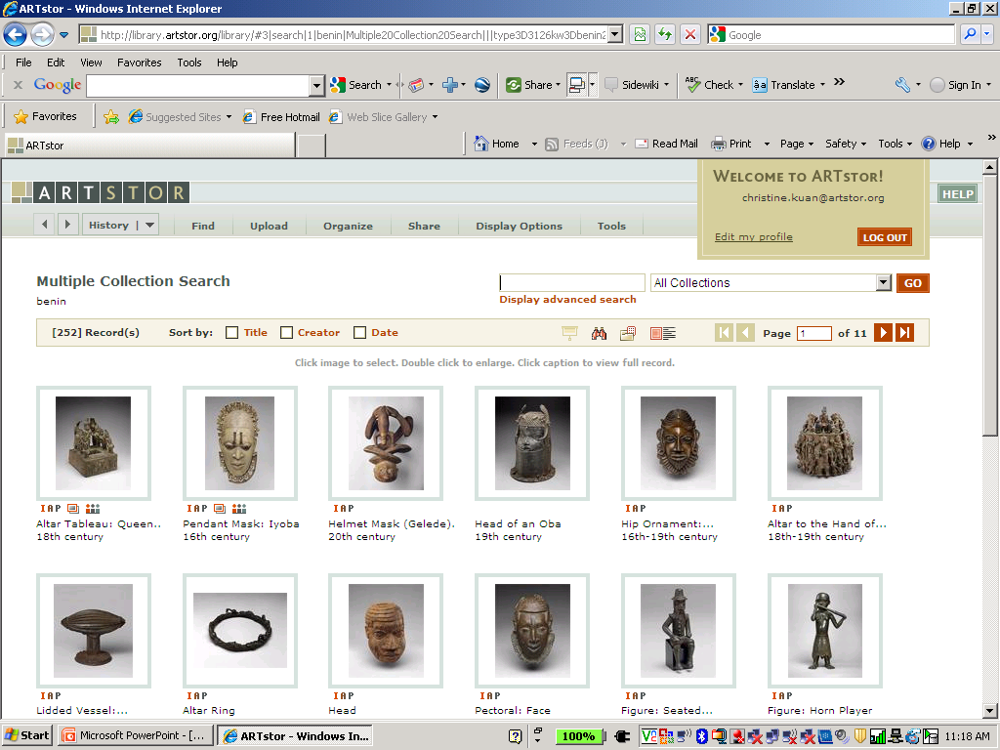 ARTstor - Windows Internet Explorer
http://library.artstor.org/library/#3|search|1|benin|Multiple20Collection20Search|||type3D3126kw3Dbenin2
Google
File Edit View Favorites Tools Help
x Google Search Share Sidewiki Check Translate Sign In
Favorites Suggested Sites Free Hotmail Web Slice Gallery
ARTstor Home Feeds (J) Read Mail Print Page Safety Tools Help
ARTSTOR
WELCOME TO ARTSTOR!
christine.kuan@artstor.org
Edit my profile LOG OUT
HELP
History | Find Upload Organize Share Display Options Tools
Multiple Collection Search
benin
All Collections GO
Display advanced search
[252] Record(s) Sort by: Title Creator Date Page 1 of 11
Click image to select. Double click to enlarge. Click caption to view full record.
IAP IAP IAP IAP IAP
Altar Tableau: Queen.. Pendant Mask: Iyoba Helmet Mask (Gelede). Head of an Oba Hip Ornament:... Altar to the Hand of...
18th century 16th century 20th century 19th century 16th-19th century 18th-19th century
IAP IAP IAP IAP IAP IAP
Lidded Vessel:... Altar Ring Head Pectoral: Face Figure: Seated... Figure: Horn Player
Start Microsoft PowerPoint - [... ARTstor - Windows In... 100% 11:18 AM